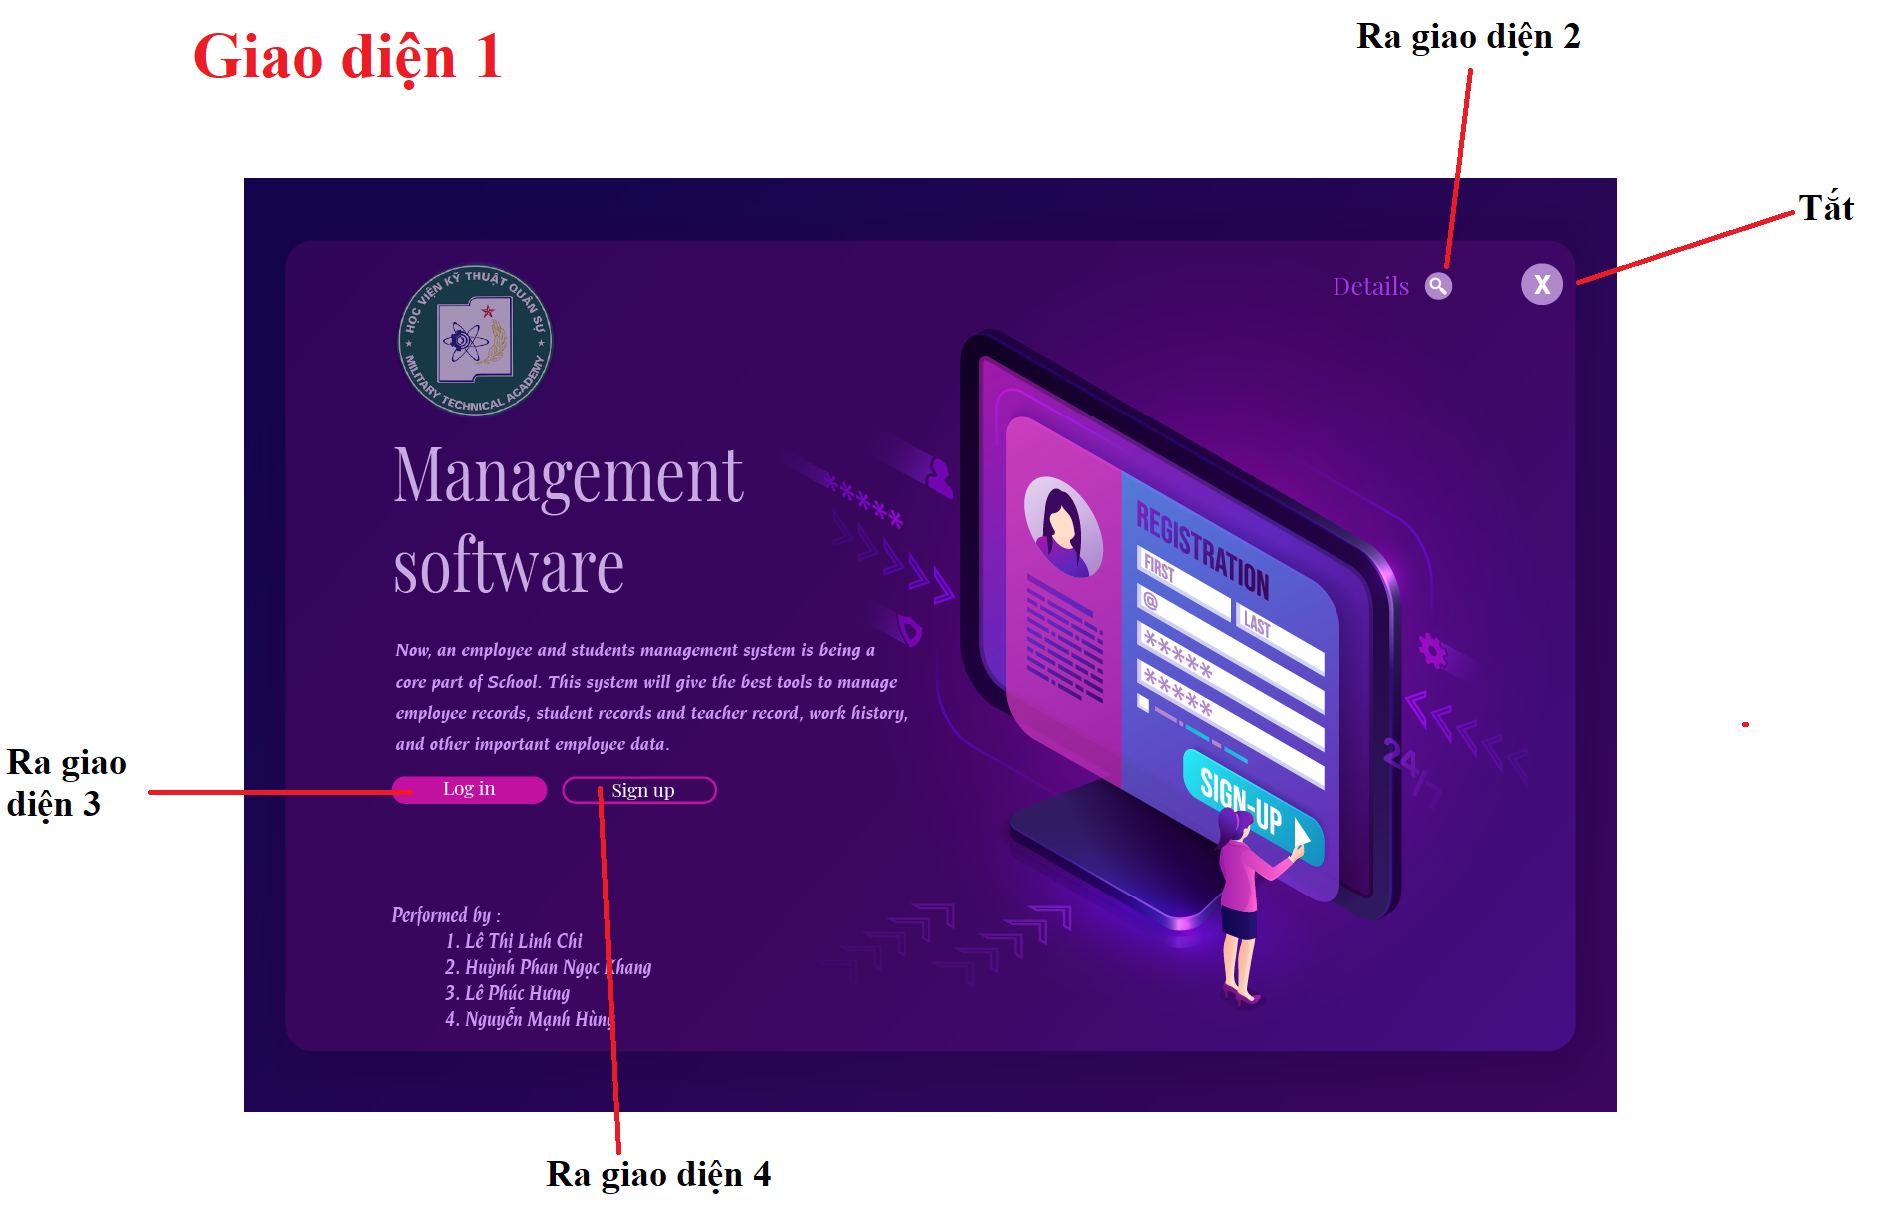 Giao diện 1
Ra giao diện 2
Tắt
HỌC VIỆN KỸ THUẬT QUÂN SỰ
MILITARY TECHNICAL ACADEMY
Details
X
Management
software
Now, an employee and students management system is being a
core part of School. This system will give the best tools to manage
employee records, student records and teacher record, work history,
and other important employee data.
Ra giao
diện 3
Log in
Sign up
REGISTRATION
FIRST
LAST
@
*****
*****
SIGN-UP
*****
24/7
Performed by :
1. Lê Thị Linh Chi
2. Huỳnh Phan Ngọc Khang
3. Lê Phúc Hưng
4. Nguyễn Mạnh Hùng
Ra giao diện 4